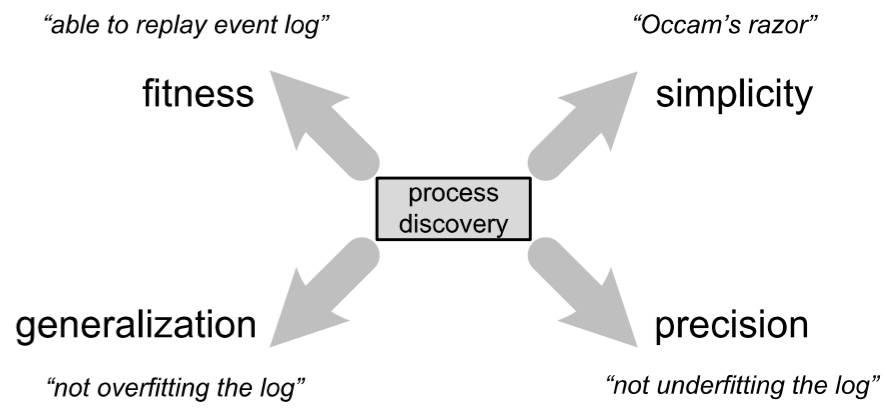 “able to replay event log”
“Occam’s razor”
fitness
simplicity
process
discovery
generalization
precision
“not overfitting the log”
“not underfitting the log”